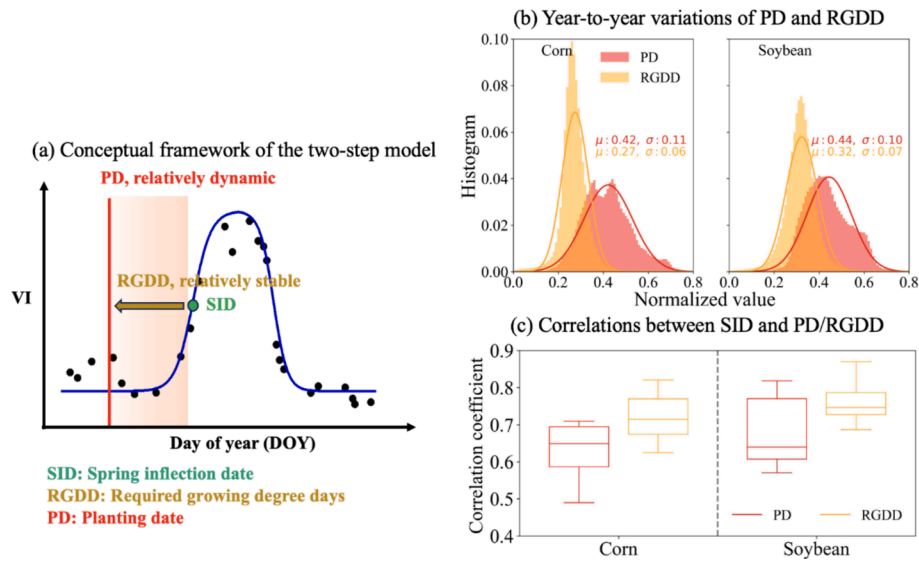 (a) Conceptual framework of the two-step model
PD, relatively dynamic
RGDD, relatively stable
SID
VI
Day of year (DOY)
SID: Spring inflection date
RGDD: Required growing degree days
PD: Planting date
(b) Year-to-year variations of PD and RGDD
Histogram
0.10
0.08
0.06
0.04
0.02
0.00
Corn
PD
RGDD
μ:0.42, σ:0.11
μ:0.27, σ:0.06
0.0 0.2 0.4 0.6 0.8
Soybean
μ:0.44, σ:0.10
μ:0.32, σ:0.07
0.0 0.2 0.4 0.6 0.8
Normalized value
(c) Correlations between SID and PD/RGDD
Correlation coefficient
0.9
0.8
0.7
0.6
0.5
0.4
PD RGDD
Corn Soybean